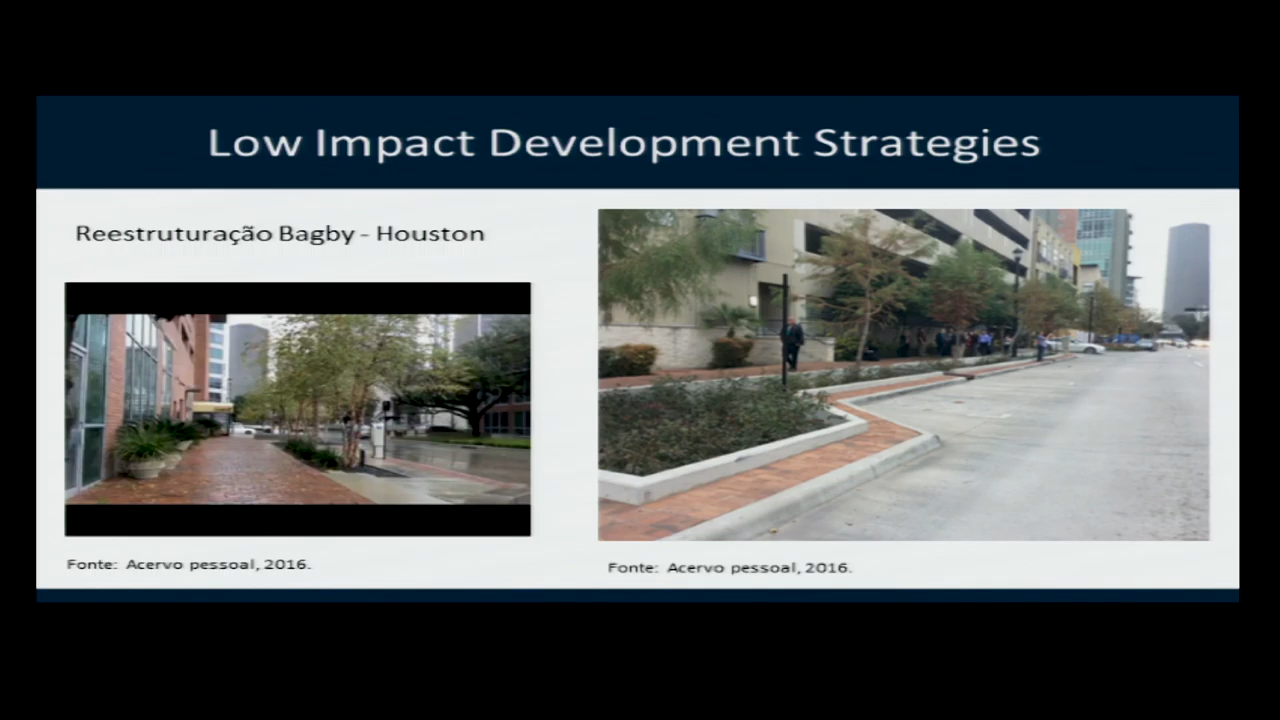 Low Impact Development Strategies
Reestruturação Bagby - Houston
Fonte: Acervo pessoal, 2016.
Fonte: Acervo pessoal, 2016.